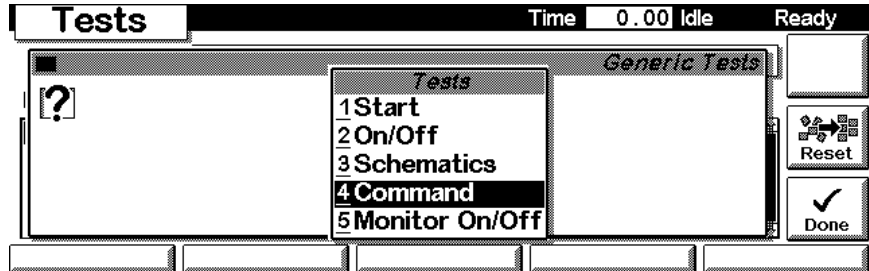 Tests Time 0.00 Idle Ready
Generic Tests
Tests
[?]
1 Start
2 On/Off
3 Schematics
4 Command
5 Monitor On/Off
Reset
Done